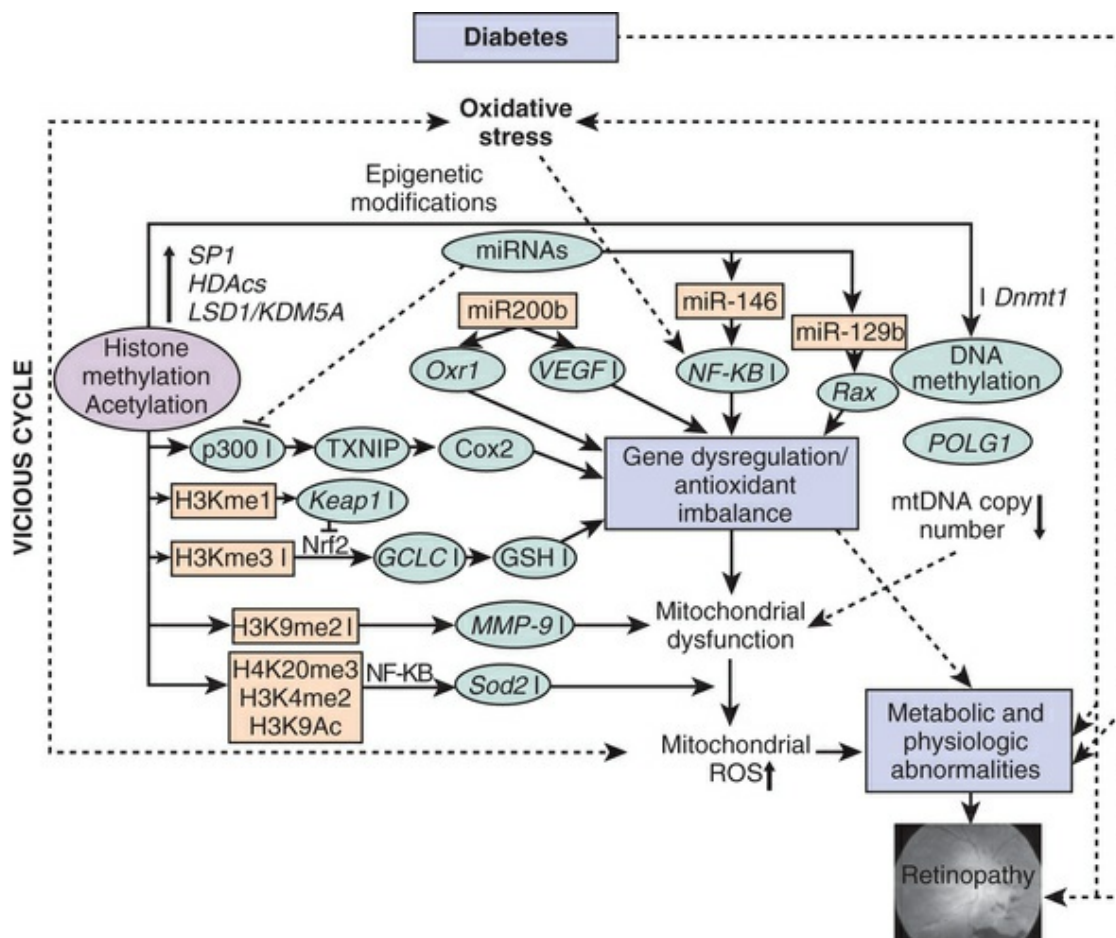 Diabetes
Oxidative
stress
Epigenetic
modifications
SP1
HDAcs
LSD1/KDM5A
miRNAs
miR200b
miR-146
miR-129b
I Dnmt1
Histone
methylation
Acetylation
Oxr1
VEGF I
NF-KB I
Rax
DNA
methylation
POLG1
p300 I
TXNIP
Cox2
Gene dysregulation/
antioxidant
imbalance
H3Kme1
Keap1 I
mtDNA copy
number
Nrf2
H3Kme3 I
GCLC I
GSH I
H3K9me2 I
MMP-9 I
Mitochondrial
dysfunction
H4K20me3
H3K4me2
H3K9Ac
NF-KB
Sod2 I
Mitochondrial
ROS
Metabolic and
physiologic
abnormalities
Retinopathy
VICIOUS CYCLE